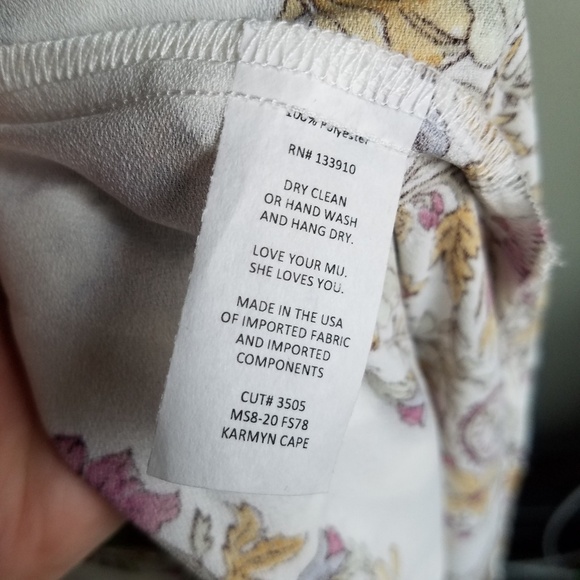 100% Polyester
RN# 133910
DRY CLEAN
OR HAND WASH
AND HANG DRY.
LOVE YOUR MU.
SHE LOVES YOU.
MADE IN THE USA
OF IMPORTED FABRIC
AND IMPORTED
COMPONENTS
CUT# 3505
MS8-20 FS78
KARMYN CAPE